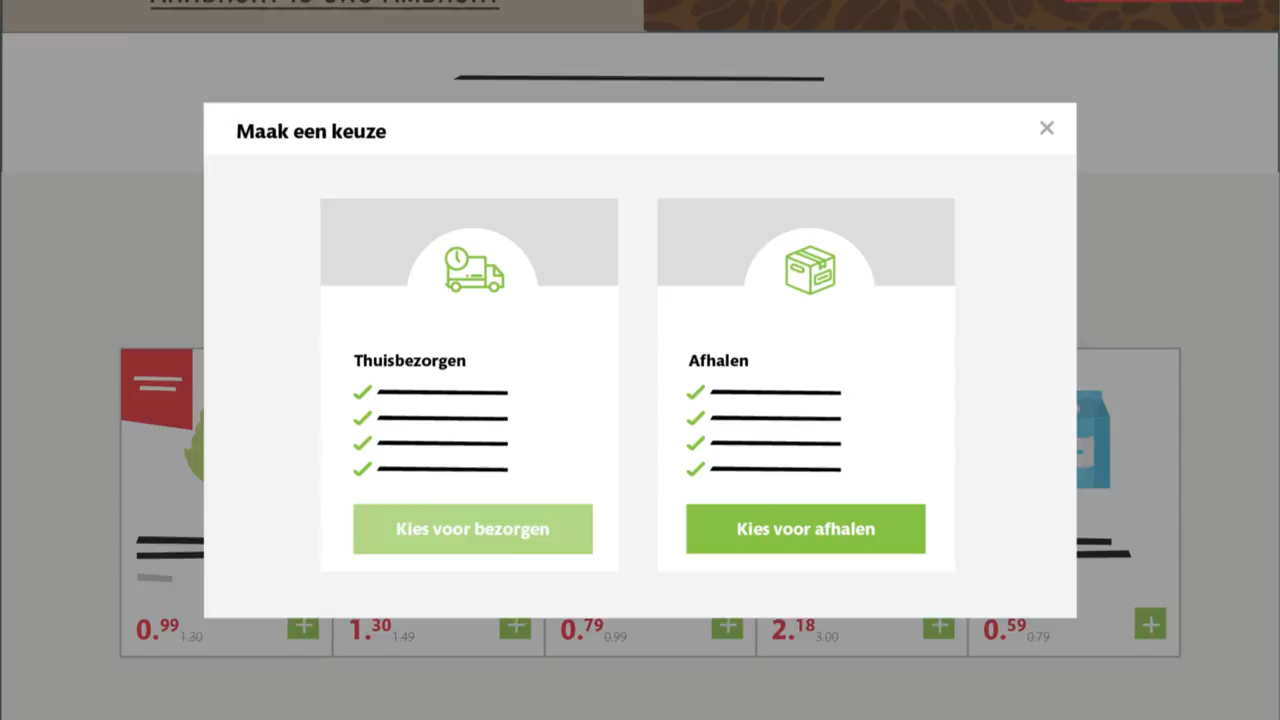 Maak een keuze
Thuisbezorgen
Afhalen
Kies voor bezorgen
Kies voor afhalen
0.99 1.30
1.30 1.49
0.79 0.99
2.18 3.00
0.59 0.79